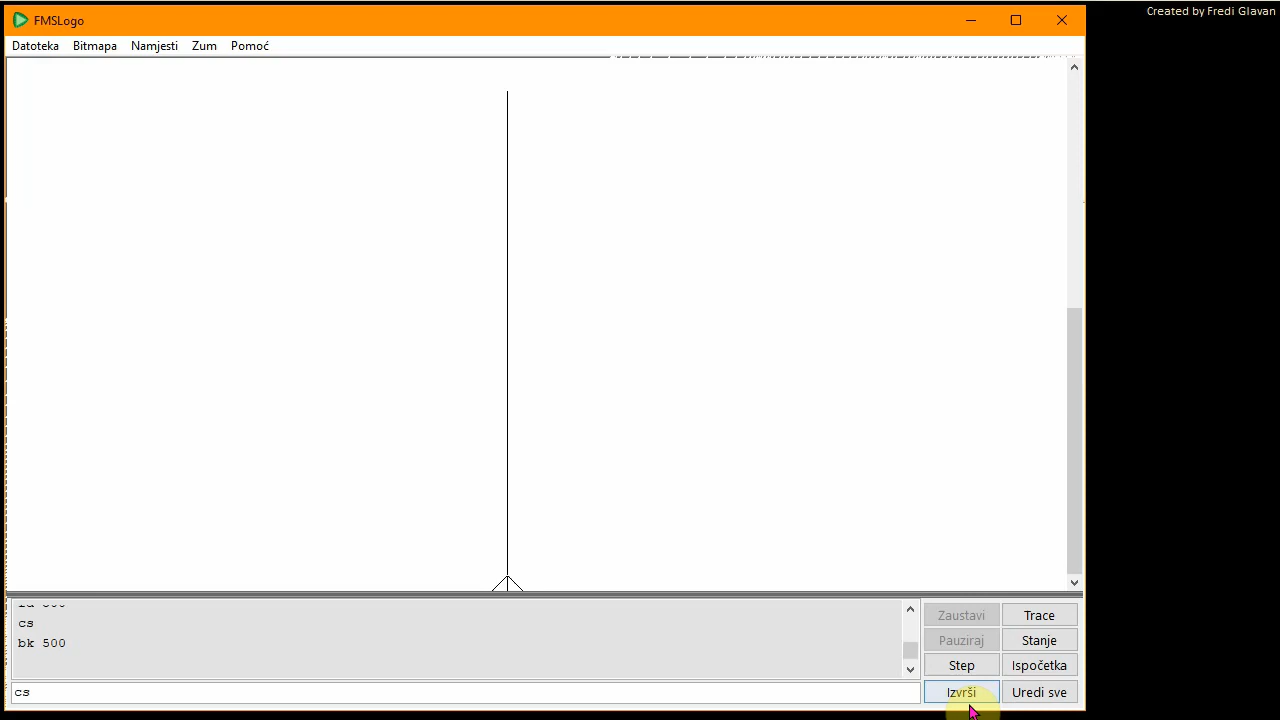 FMSLogo
Created by Fredi Glavan
Datoteka Bitmapa Namjesti Zum Pomoć
cs
bk 500
cs
Zaustavi Trace
Pauziraj Stanje
Step Ispočetka
Izvrši Uredi sve